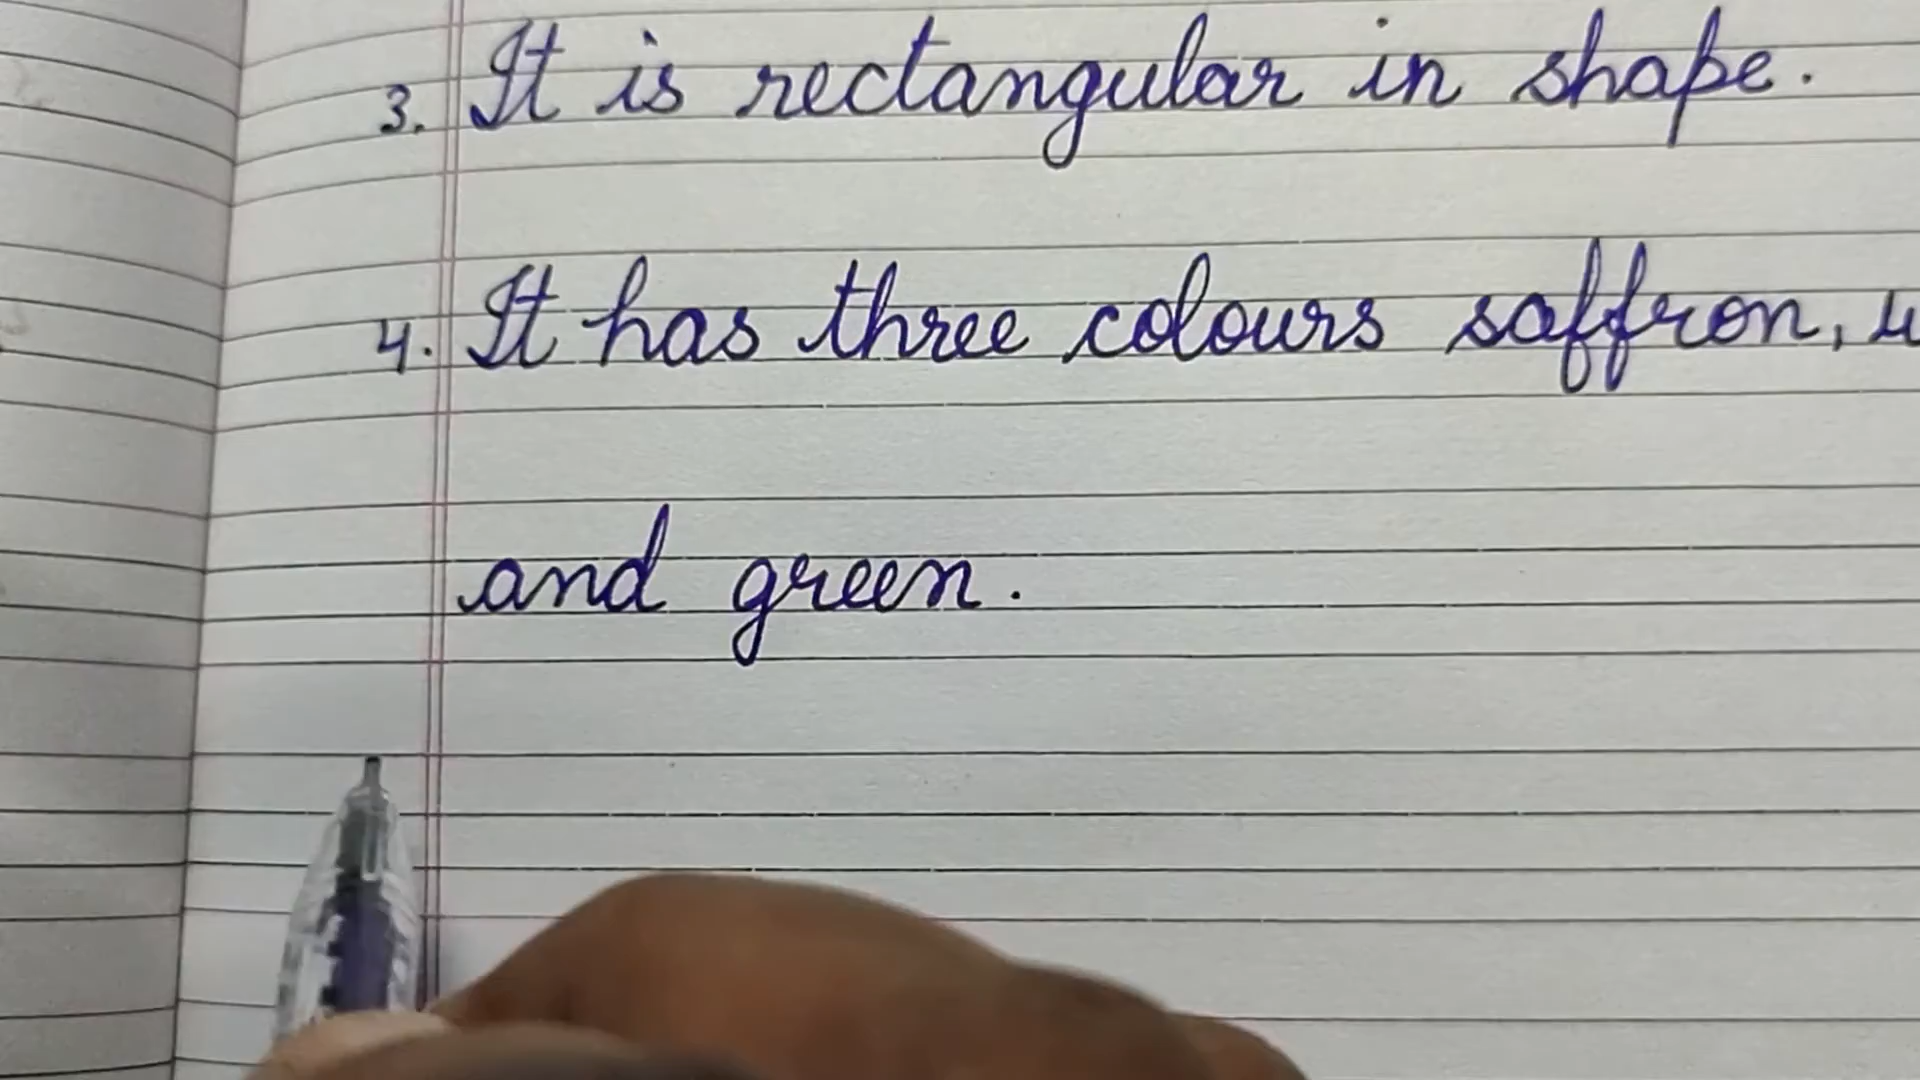 3. It is rectangular in shape.
4. It has three colours saffron,
and green.